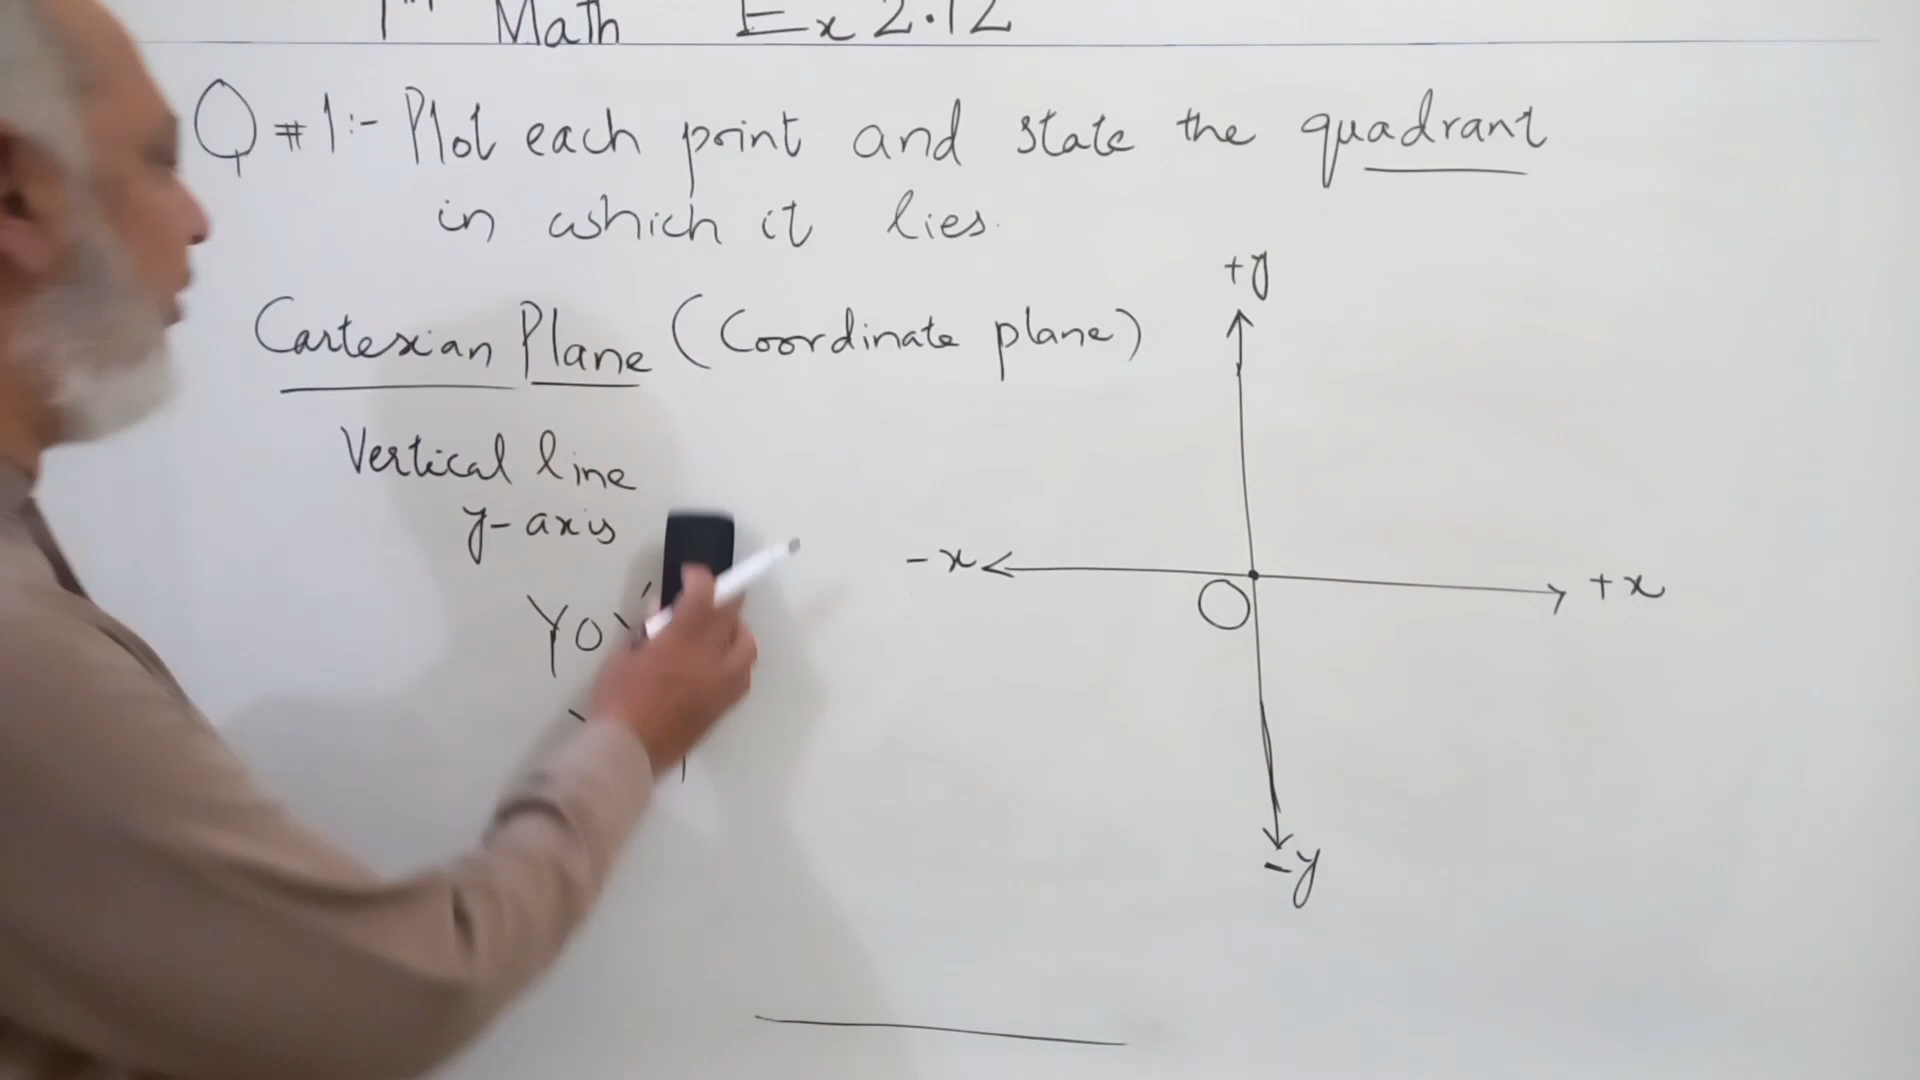 Math Ex 2.12
Q #1:- Plot each point and state the quadrant
in which it lies.
Cartesian Plane (Coordinate plane)
Vertical line
y-axis
YOY'
+y
-x
+x
O
-y